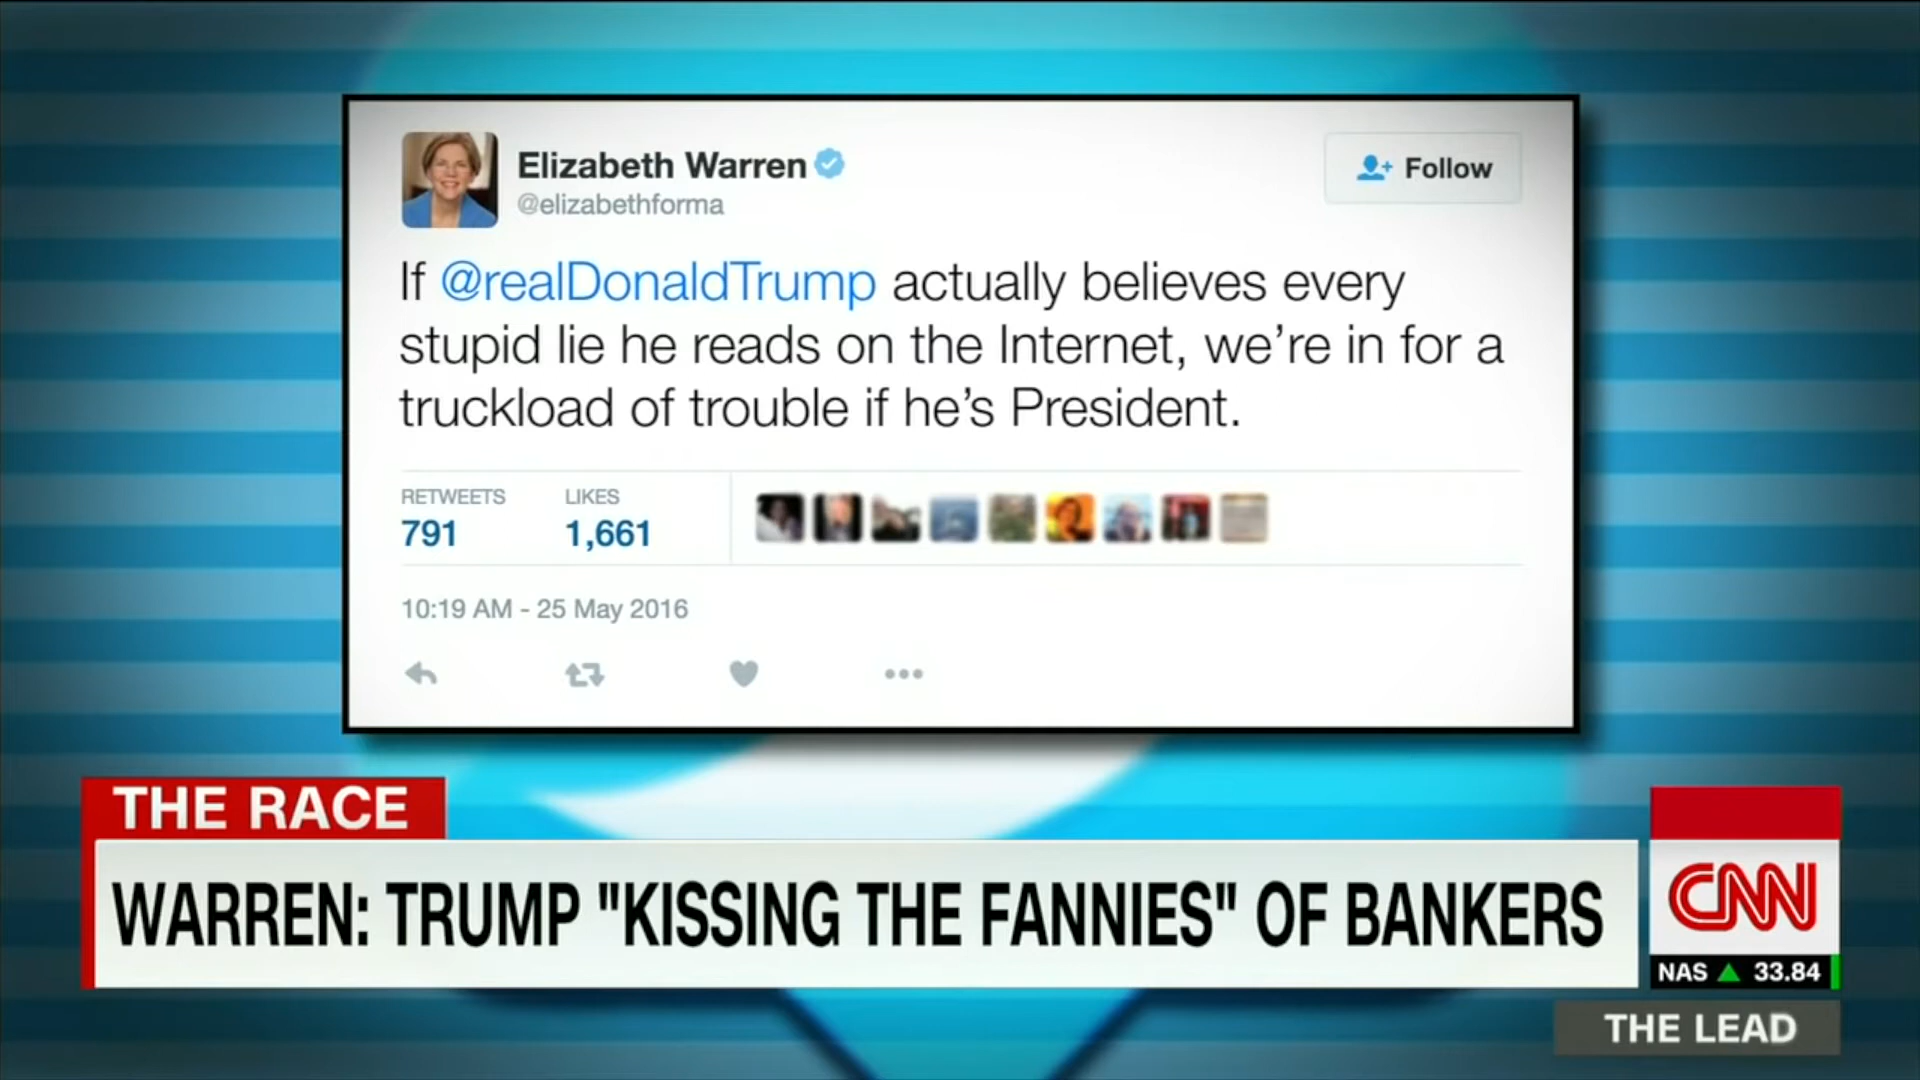 Elizabeth Warren
@elizabethforma
Follow
If @realDonaldTrump actually believes every
stupid lie he reads on the Internet, we’re in for a
truckload of trouble if he’s President.
RETWEETS LIKES
791 1,661
10:19 AM - 25 May 2016
THE RACE
WARREN: TRUMP "KISSING THE FANNIES" OF BANKERS
CNN
NAS ▲ 33.84
THE LEAD